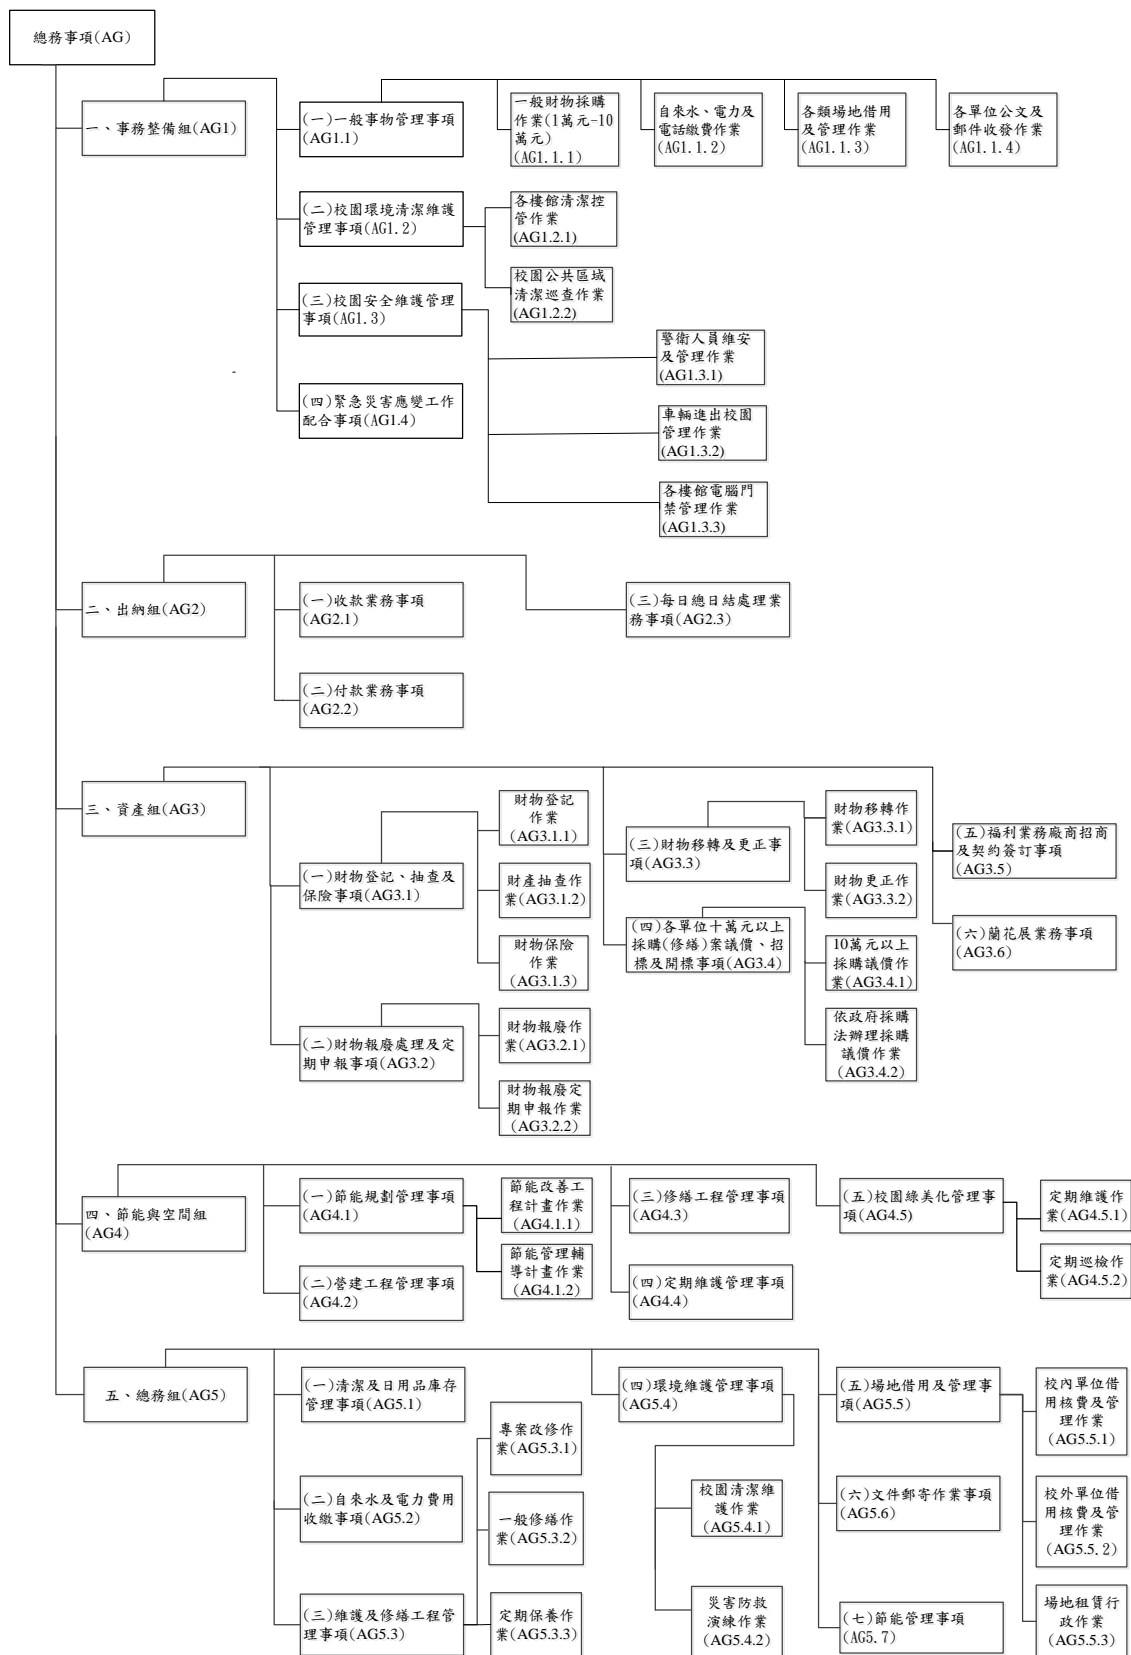 總務事項(AG)
一、事務整備組(AG1)
(一)一般事物管理事項
(AG1.1)
一般財物採購
作業(1萬元-10
萬元)
(AG1.1.1)
自來水、電力及
電話繳費作業
(AG1.1.2)
各類場地借用
及管理作業
(AG1.1.3)
各單位公文及
郵件收發作業
(AG1.1.4)
(二)校園環境清潔維護
管理事項(AG1.2)
各樓館清潔控
管作業
(AG1.2.1)
校園公共區域
清潔巡查作業
(AG1.2.2)
(三)校園安全維護管理
事項(AG1.3)
警衛人員維安
及管理作業
(AG1.3.1)
車輛進出校園
管理作業
(AG1.3.2)
各樓館電腦門
禁管理作業
(AG1.3.3)
(四)緊急災害應變工作
配合事項(AG1.4)
二、出納組(AG2)
(一)收款業務事項
(AG2.1)
(二)付款業務事項
(AG2.2)
(三)每日總日結處理業
務事項(AG2.3)
三、資產組(AG3)
(一)財物登記、抽查及
保險事項(AG3.1)
財物登記
作業
(AG3.1.1)
財產抽查作
業(AG3.1.2)
財物保險
作業
(AG3.1.3)
(二)財物報廢處理及定
期申報事項(AG3.2)
財物報廢作
業(AG3.2.1)
財物報廢定
期申報作業
(AG3.2.2)
(三)財物移轉及更正事
項(AG3.3)
財物移轉作
業(AG3.3.1)
財物更正作
業(AG3.3.2)
(四)各單位十萬元以上
採購(修繕)案議價、招
標及開標事項(AG3.4)
10萬元以上
採購議價作
業(AG3.4.1)
依政府採購
法辦理採購
議價作業
(AG3.4.2)
(五)福利業務廠商招商
及契約簽訂事項
(AG3.5)
(六)蘭花展業務事項
(AG3.6)
四、節能與空間組
(AG4)
(一)節能規劃管理事項
(AG4.1)
節能改善工
程計畫作業
(AG4.1.1)
節能管理輔
導計畫作業
(AG4.1.2)
(二)營建工程管理事項
(AG4.2)
(三)修繕工程管理事項
(AG4.3)
(四)定期維護管理事項
(AG4.4)
(五)校園綠美化管理事
項(AG4.5)
定期維護作
業(AG4.5.1)
定期巡檢作
業(AG4.5.2)
五、總務組(AG5)
(一)清潔及日用品庫存
管理事項(AG5.1)
(二)自來水及電力費用
收繳事項(AG5.2)
(三)維護及修繕工程管
理事項(AG5.3)
專案改修作
業(AG5.3.1)
一般修繕作
業(AG5.3.2)
定期保養作
業(AG5.3.3)
(四)環境維護管理事項
(AG5.4)
校園清潔維
護作業
(AG5.4.1)
災害防救
演練作業
(AG5.4.2)
(五)場地借用及管理事
項(AG5.5)
校內單位借
用核費及管
理作業
(AG5.5.1)
校外單位借
用核費及管
理作業
(AG5.5.2)
場地租賃行
政作業
(AG5.5.3)
(六)文件郵寄作業事項
(AG5.6)
(七)節能管理事項
(AG5.7)